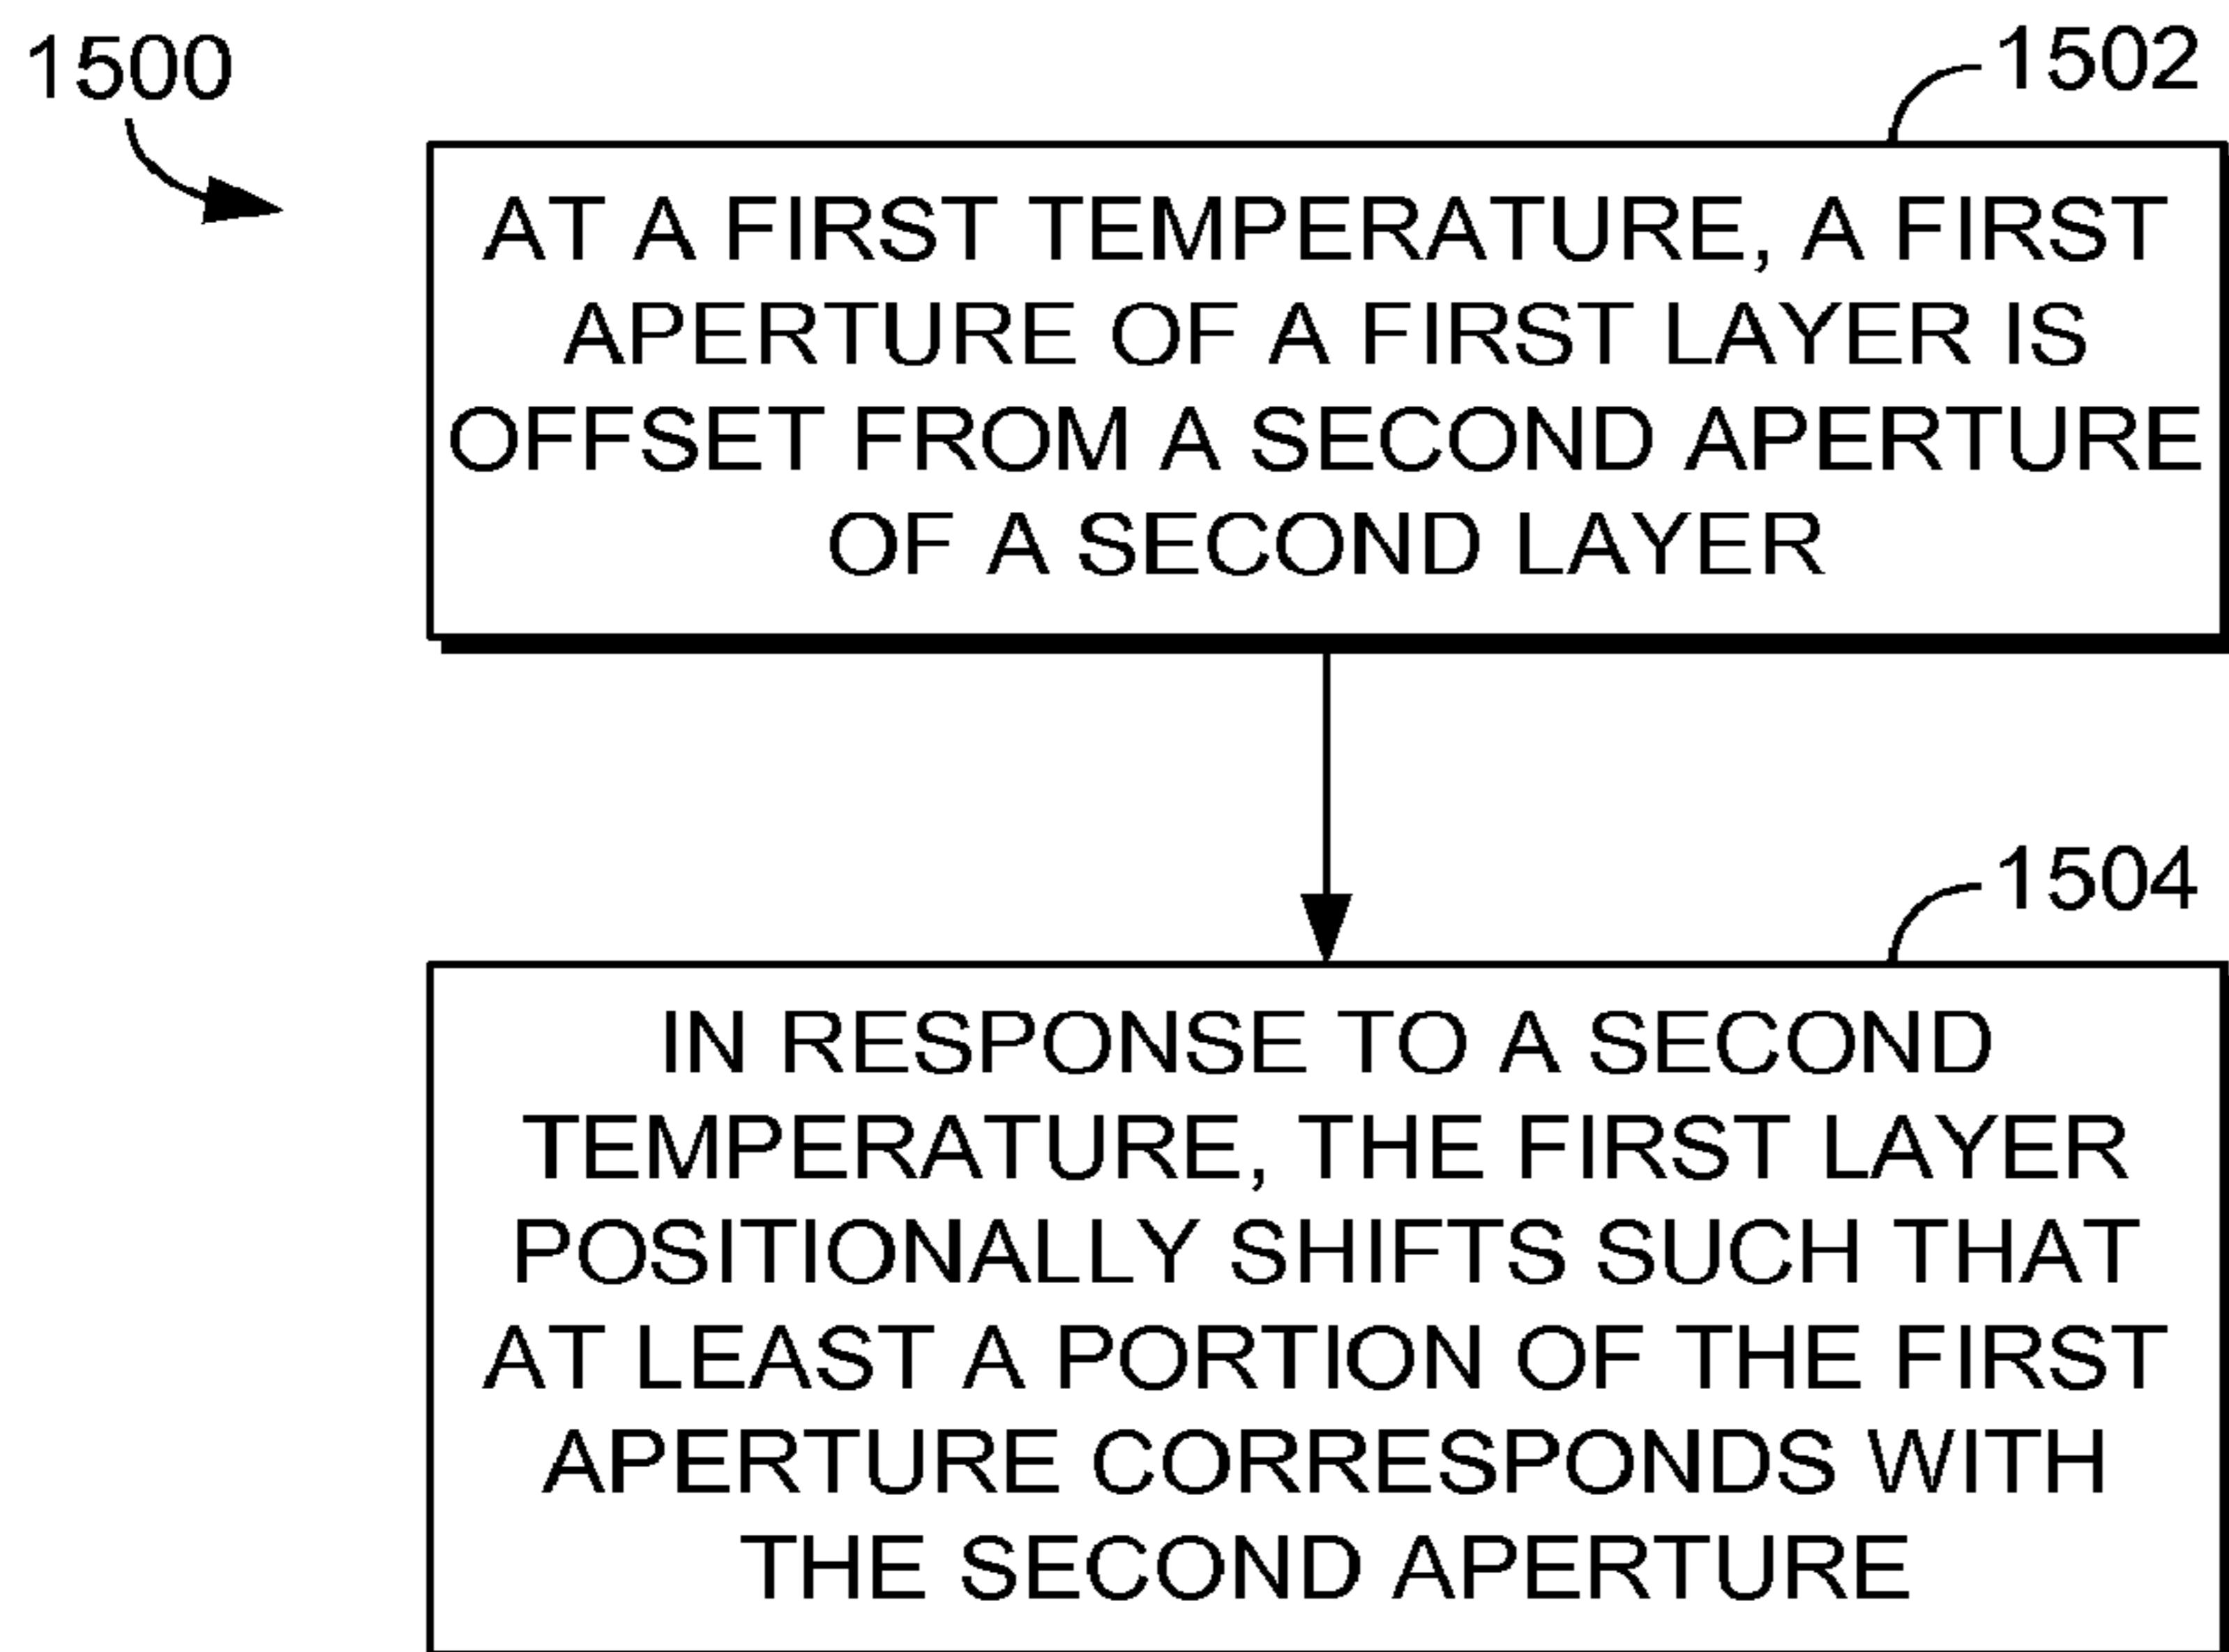 1500
1502
AT A FIRST TEMPERATURE, A FIRST
APERTURE OF A FIRST LAYER IS
OFFSET FROM A SECOND APERTURE
OF A SECOND LAYER
1504
IN RESPONSE TO A SECOND
TEMPERATURE, THE FIRST LAYER
POSITIONALLY SHIFTS SUCH THAT
AT LEAST A PORTION OF THE FIRST
APERTURE CORRESPONDS WITH
THE SECOND APERTURE